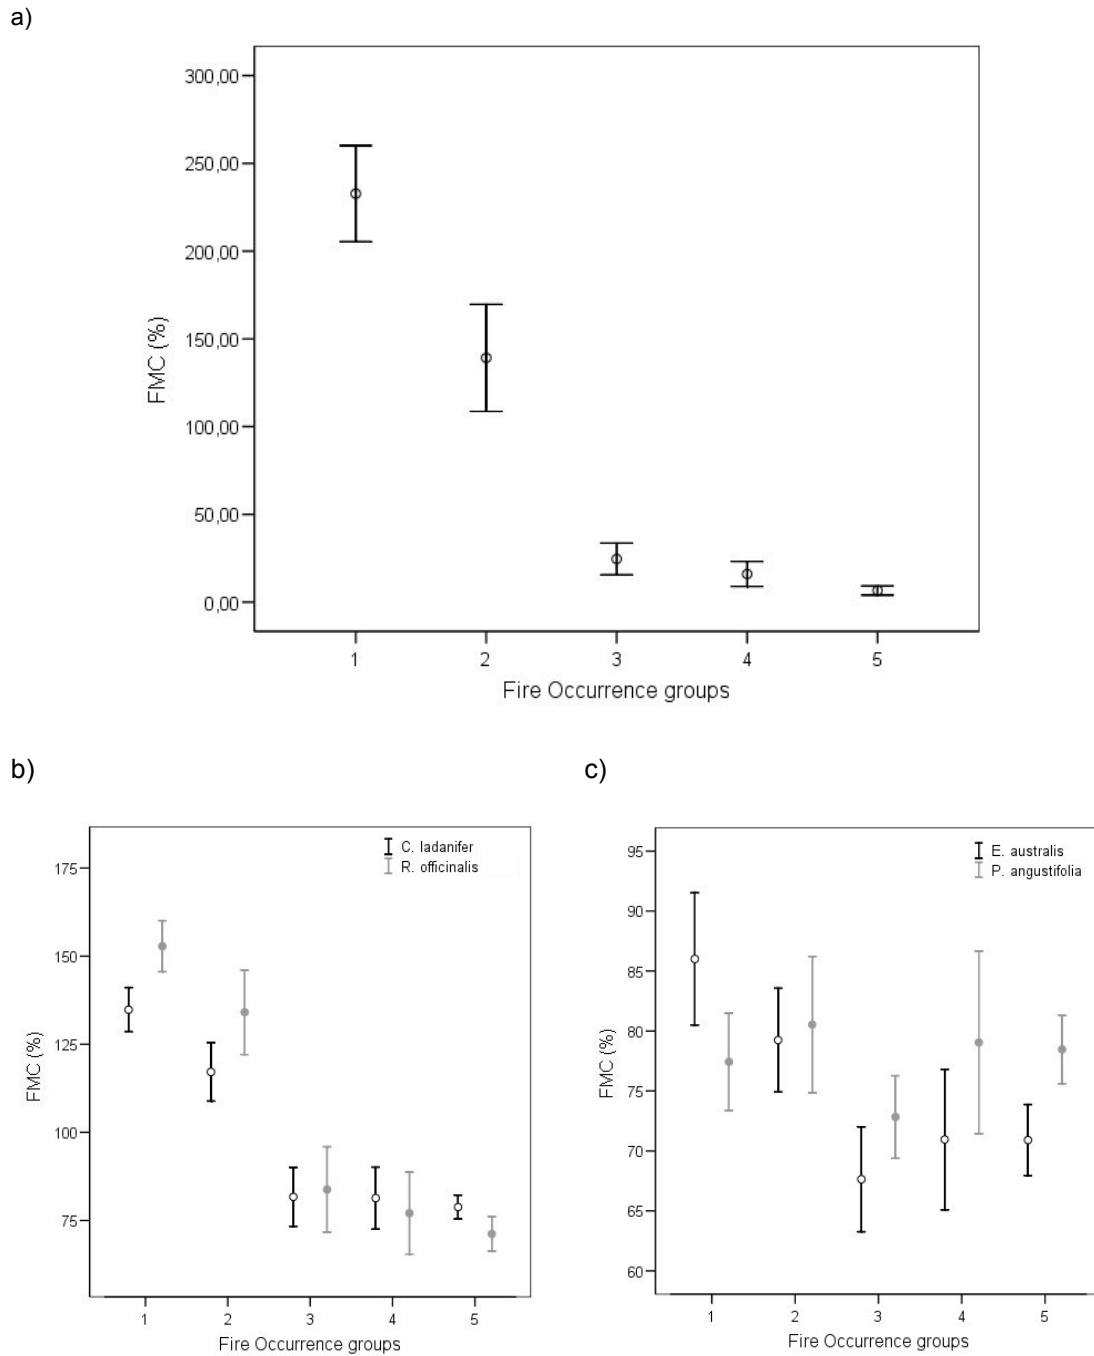 a)
300,00
250,00
200,00
150,00
100,00
50,00
0,00
FMC (%)
1 2 3 4 5
Fire Occurrence groups
b)
C. ladanifer
R. officinalis
175
150
125
100
75
FMC (%)
1 2 3 4 5
Fire Occurrence groups
c)
E. australis
P. angustifolia
95
90
85
80
75
70
65
60
FMC (%)
1 2 3 4 5
Fire Occurrence groups